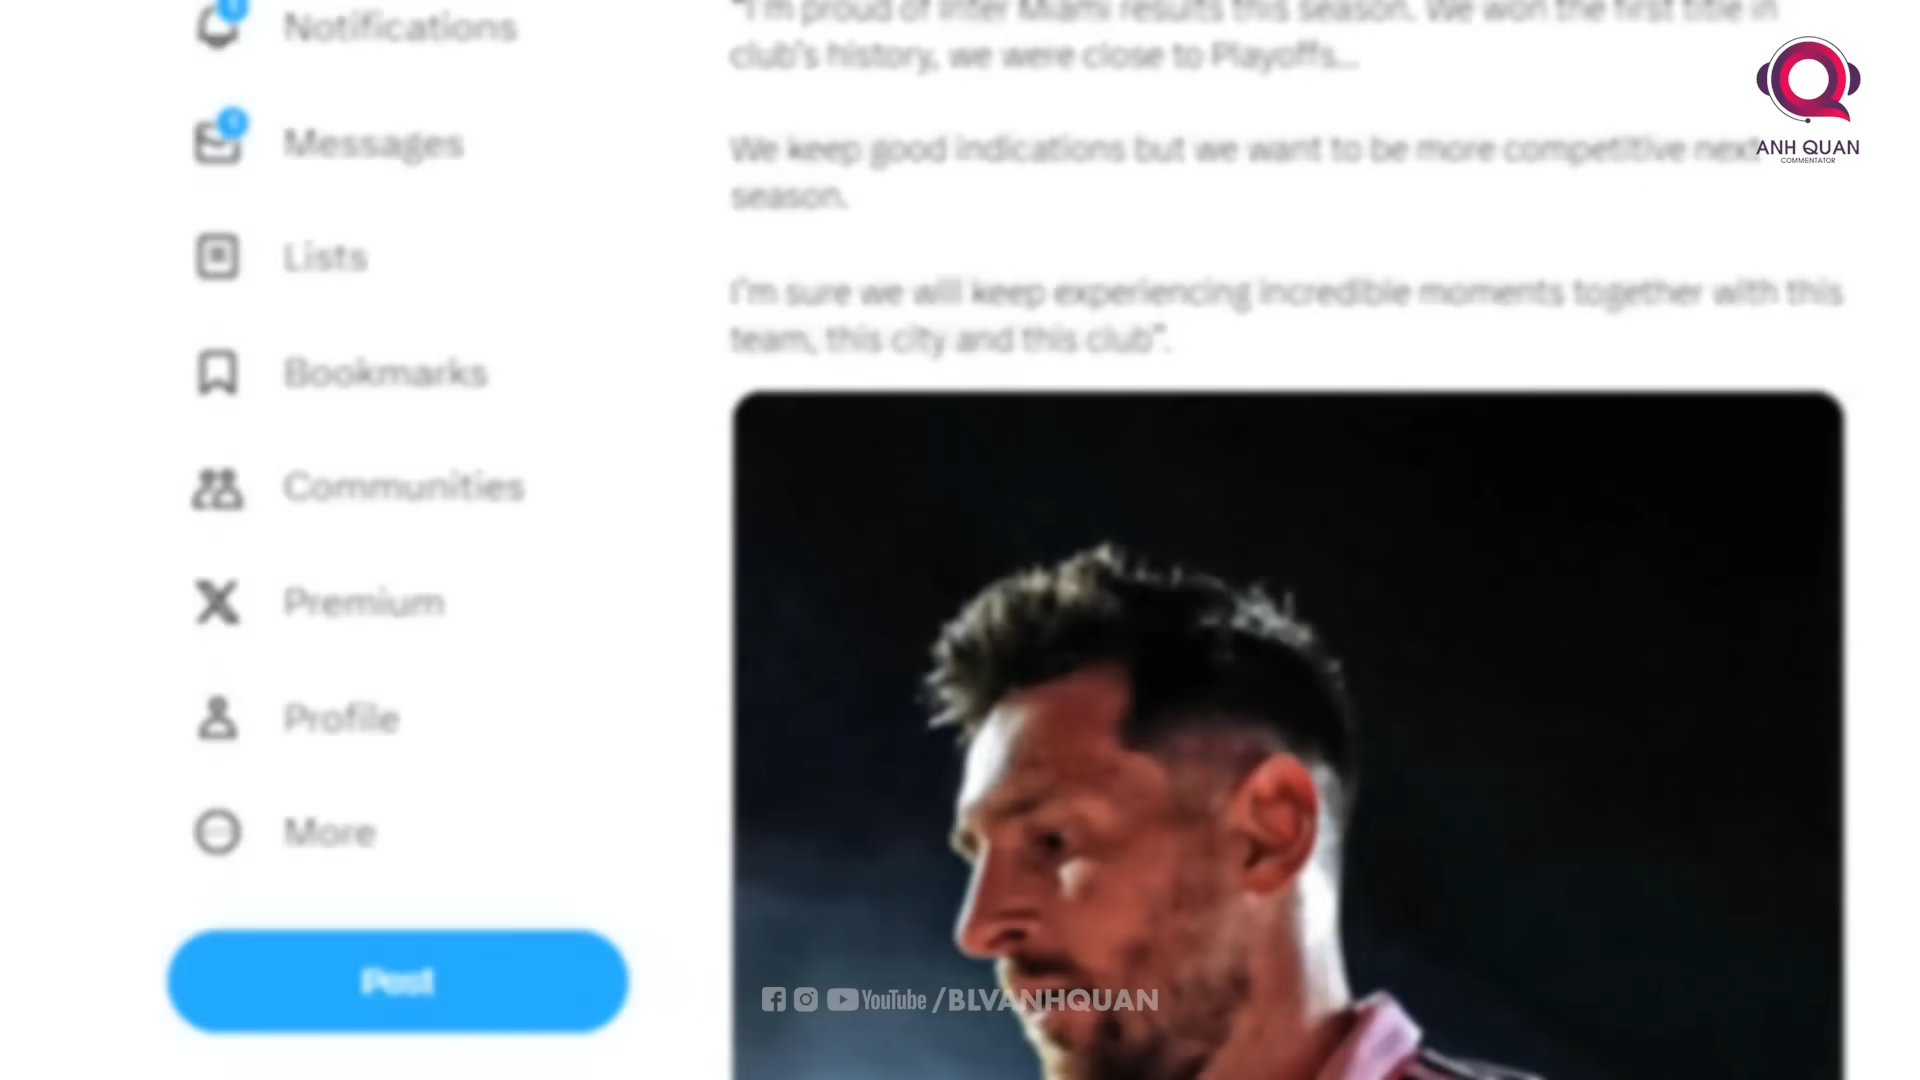 Notifications
Messages
Lists
Bookmarks
Communities
Premium
Profile
More
Post
"I'm proud of Inter Miami results this season. We won the first title in
club's history, we were close to Playoffs...
We keep good indications but we want to be more competitive next
season.
I'm sure we will keep experiencing incredible moments together with this
team, this city and this club".
ANH QUAN
COMMENTATOR
YouTube /BLVANHQUAN